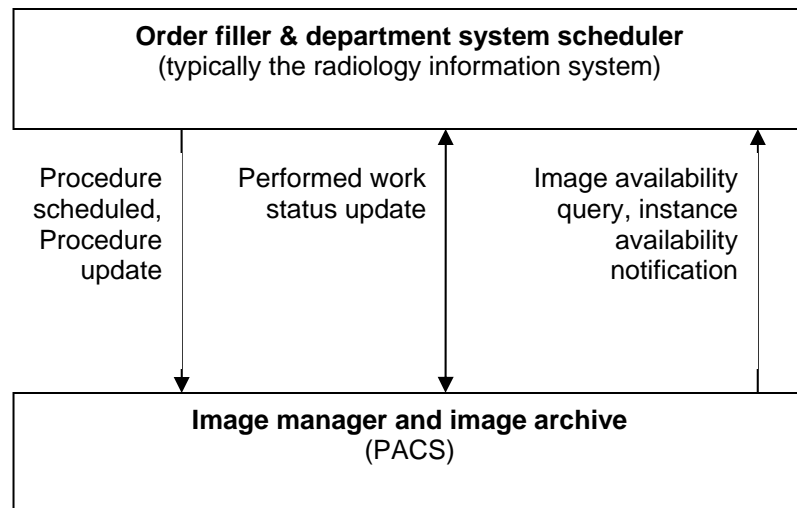 Order filler & department system scheduler
(typically the radiology information system)
Procedure
scheduled,
Procedure
update
Performed work
status update
Image availability
query, instance
availability
notification
Image manager and image archive
(PACS)